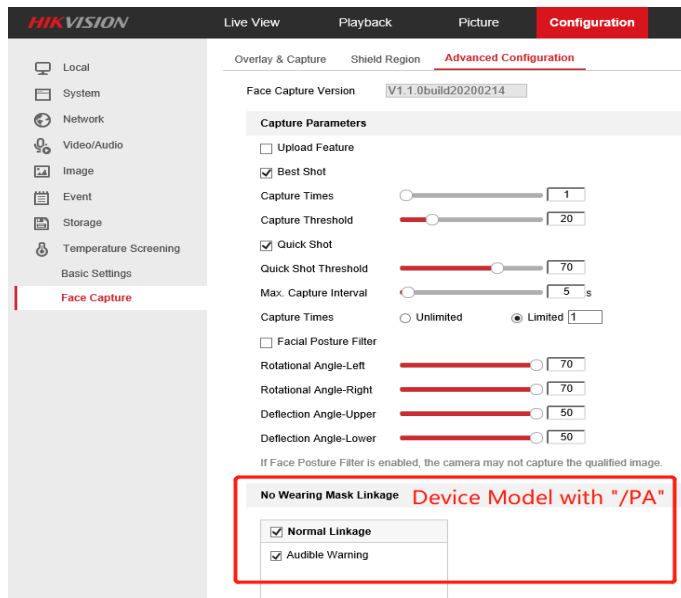 HIKVISION Live View Playback Picture Configuration
Local
System
Network
Video/Audio
Image
Event
Storage
Temperature Screening
Basic Settings
Face Capture
Overlay & Capture Shield Region Advanced Configuration
Face Capture Version V1.1.0build20200214
Capture Parameters
Upload Feature
Best Shot
Capture Times 1
Capture Threshold 20
Quick Shot
Quick Shot Threshold 70
Max. Capture Interval 5 s
Capture Times Unlimited Limited 1
Facial Posture Filter
Rotational Angle-Left 70
Rotational Angle-Right 70
Deflection Angle-Upper 50
Deflection Angle-Lower 50
If Face Posture Filter is enabled, the camera may not capture the qualified image.
No Wearing Mask Linkage Device Model with "/PA"
Normal Linkage
Audible Warning